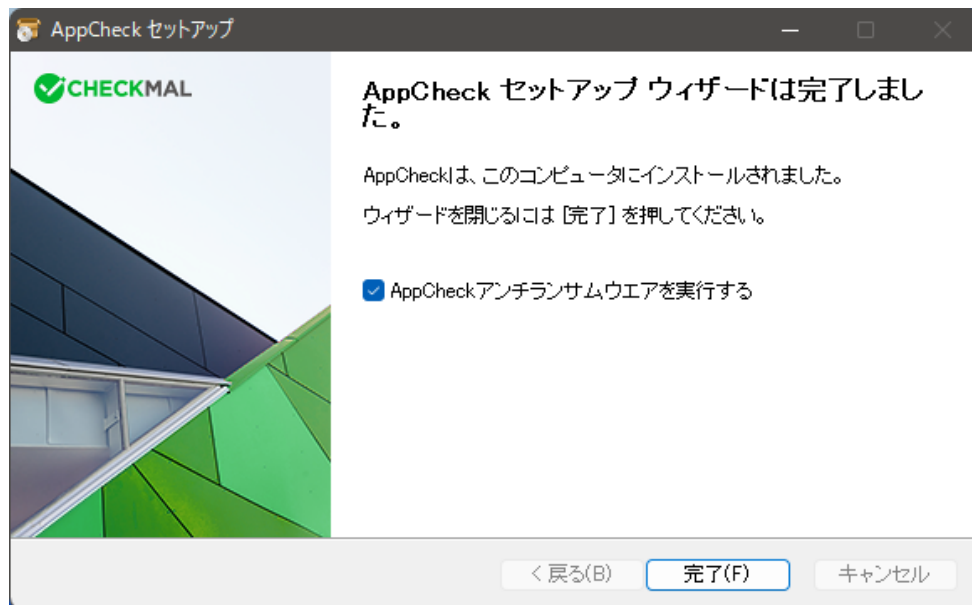 AppCheck セットアップ
CHECKMAL
AppCheck セットアップ ウィザードは完了しまし
た。
AppCheckは、このコンピュータにインストールされました。
ウィザードを閉じるには [完了] を押してください。
AppCheckアンチランサムウエアを実行する
< 戻る(B)
完了(F)
キャンセル